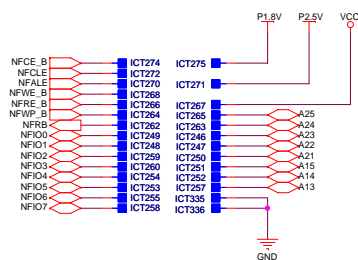 P1.8V P2.5V VCC
NFCE_B ICT274 ICT275
NFCLE ICT272
NFALE ICT270 ICT271
NFWE_B ICT268
NFRE_B ICT266 ICT267
NFWP_B ICT264 ICT265 A25
NFRB ICT262 ICT263 A24
NFIO0 ICT249 ICT246 A23
NFIO1 ICT248 ICT247 A22
NFIO2 ICT259 ICT250 A21
NFIO3 ICT260 ICT251 A15
NFIO4 ICT254 ICT252 A14
NFIO5 ICT253 ICT257 A13
NFIO6 ICT255 ICT335
NFIO7 ICT258 ICT336
GND